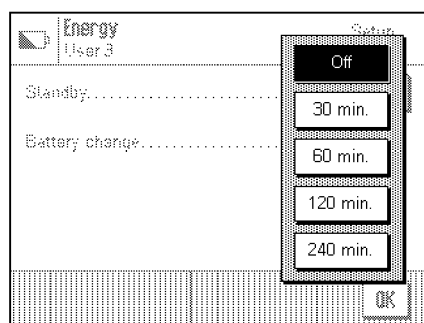 Energy
User 3
Setup
Off
Standby
30 min.
Battery change
60 min.
120 min.
240 min.
OK